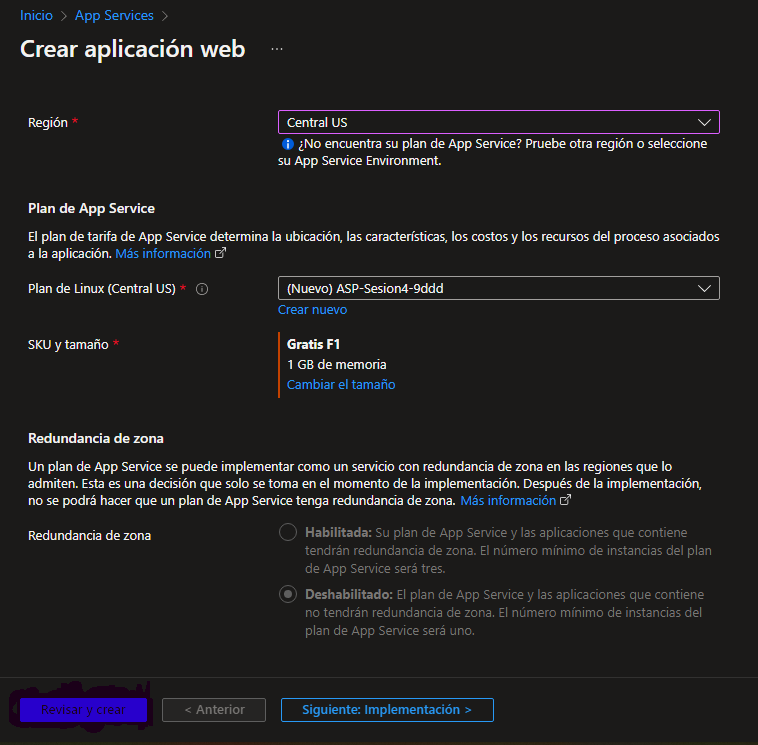 Inicio > App Services >
Crear aplicación web ...
Región *
Central US
¿No encuentra su plan de App Service? Pruebe otra región o seleccione
su App Service Environment.
Plan de App Service
El plan de tarifa de App Service determina la ubicación, las características, los costos y los recursos del proceso asociados
a la aplicación. Más información
Plan de Linux (Central US) *
(Nuevo) ASP-Sesion4-9ddd
Crear nuevo
SKU y tamaño *
Gratis F1
1 GB de memoria
Cambiar el tamaño
Redundancia de zona
Un plan de App Service se puede implementar como un servicio con redundancia de zona en las regiones que lo
admiten. Esta es una decisión que solo se toma en el momento de la implementación. Después de la implementación,
no se podrá hacer que un plan de App Service tenga redundancia de zona. Más información
Redundancia de zona
Habilitada: Su plan de App Service y las aplicaciones que contiene
tendrán redundancia de zona. El número mínimo de instancias del plan
de App Service será tres.
Deshabilitado: El plan de App Service y las aplicaciones que contiene
no tendrán redundancia de zona. El número mínimo de instancias del
plan de App Service será uno.
Revisar y crear
< Anterior
Siguiente: Implementación >